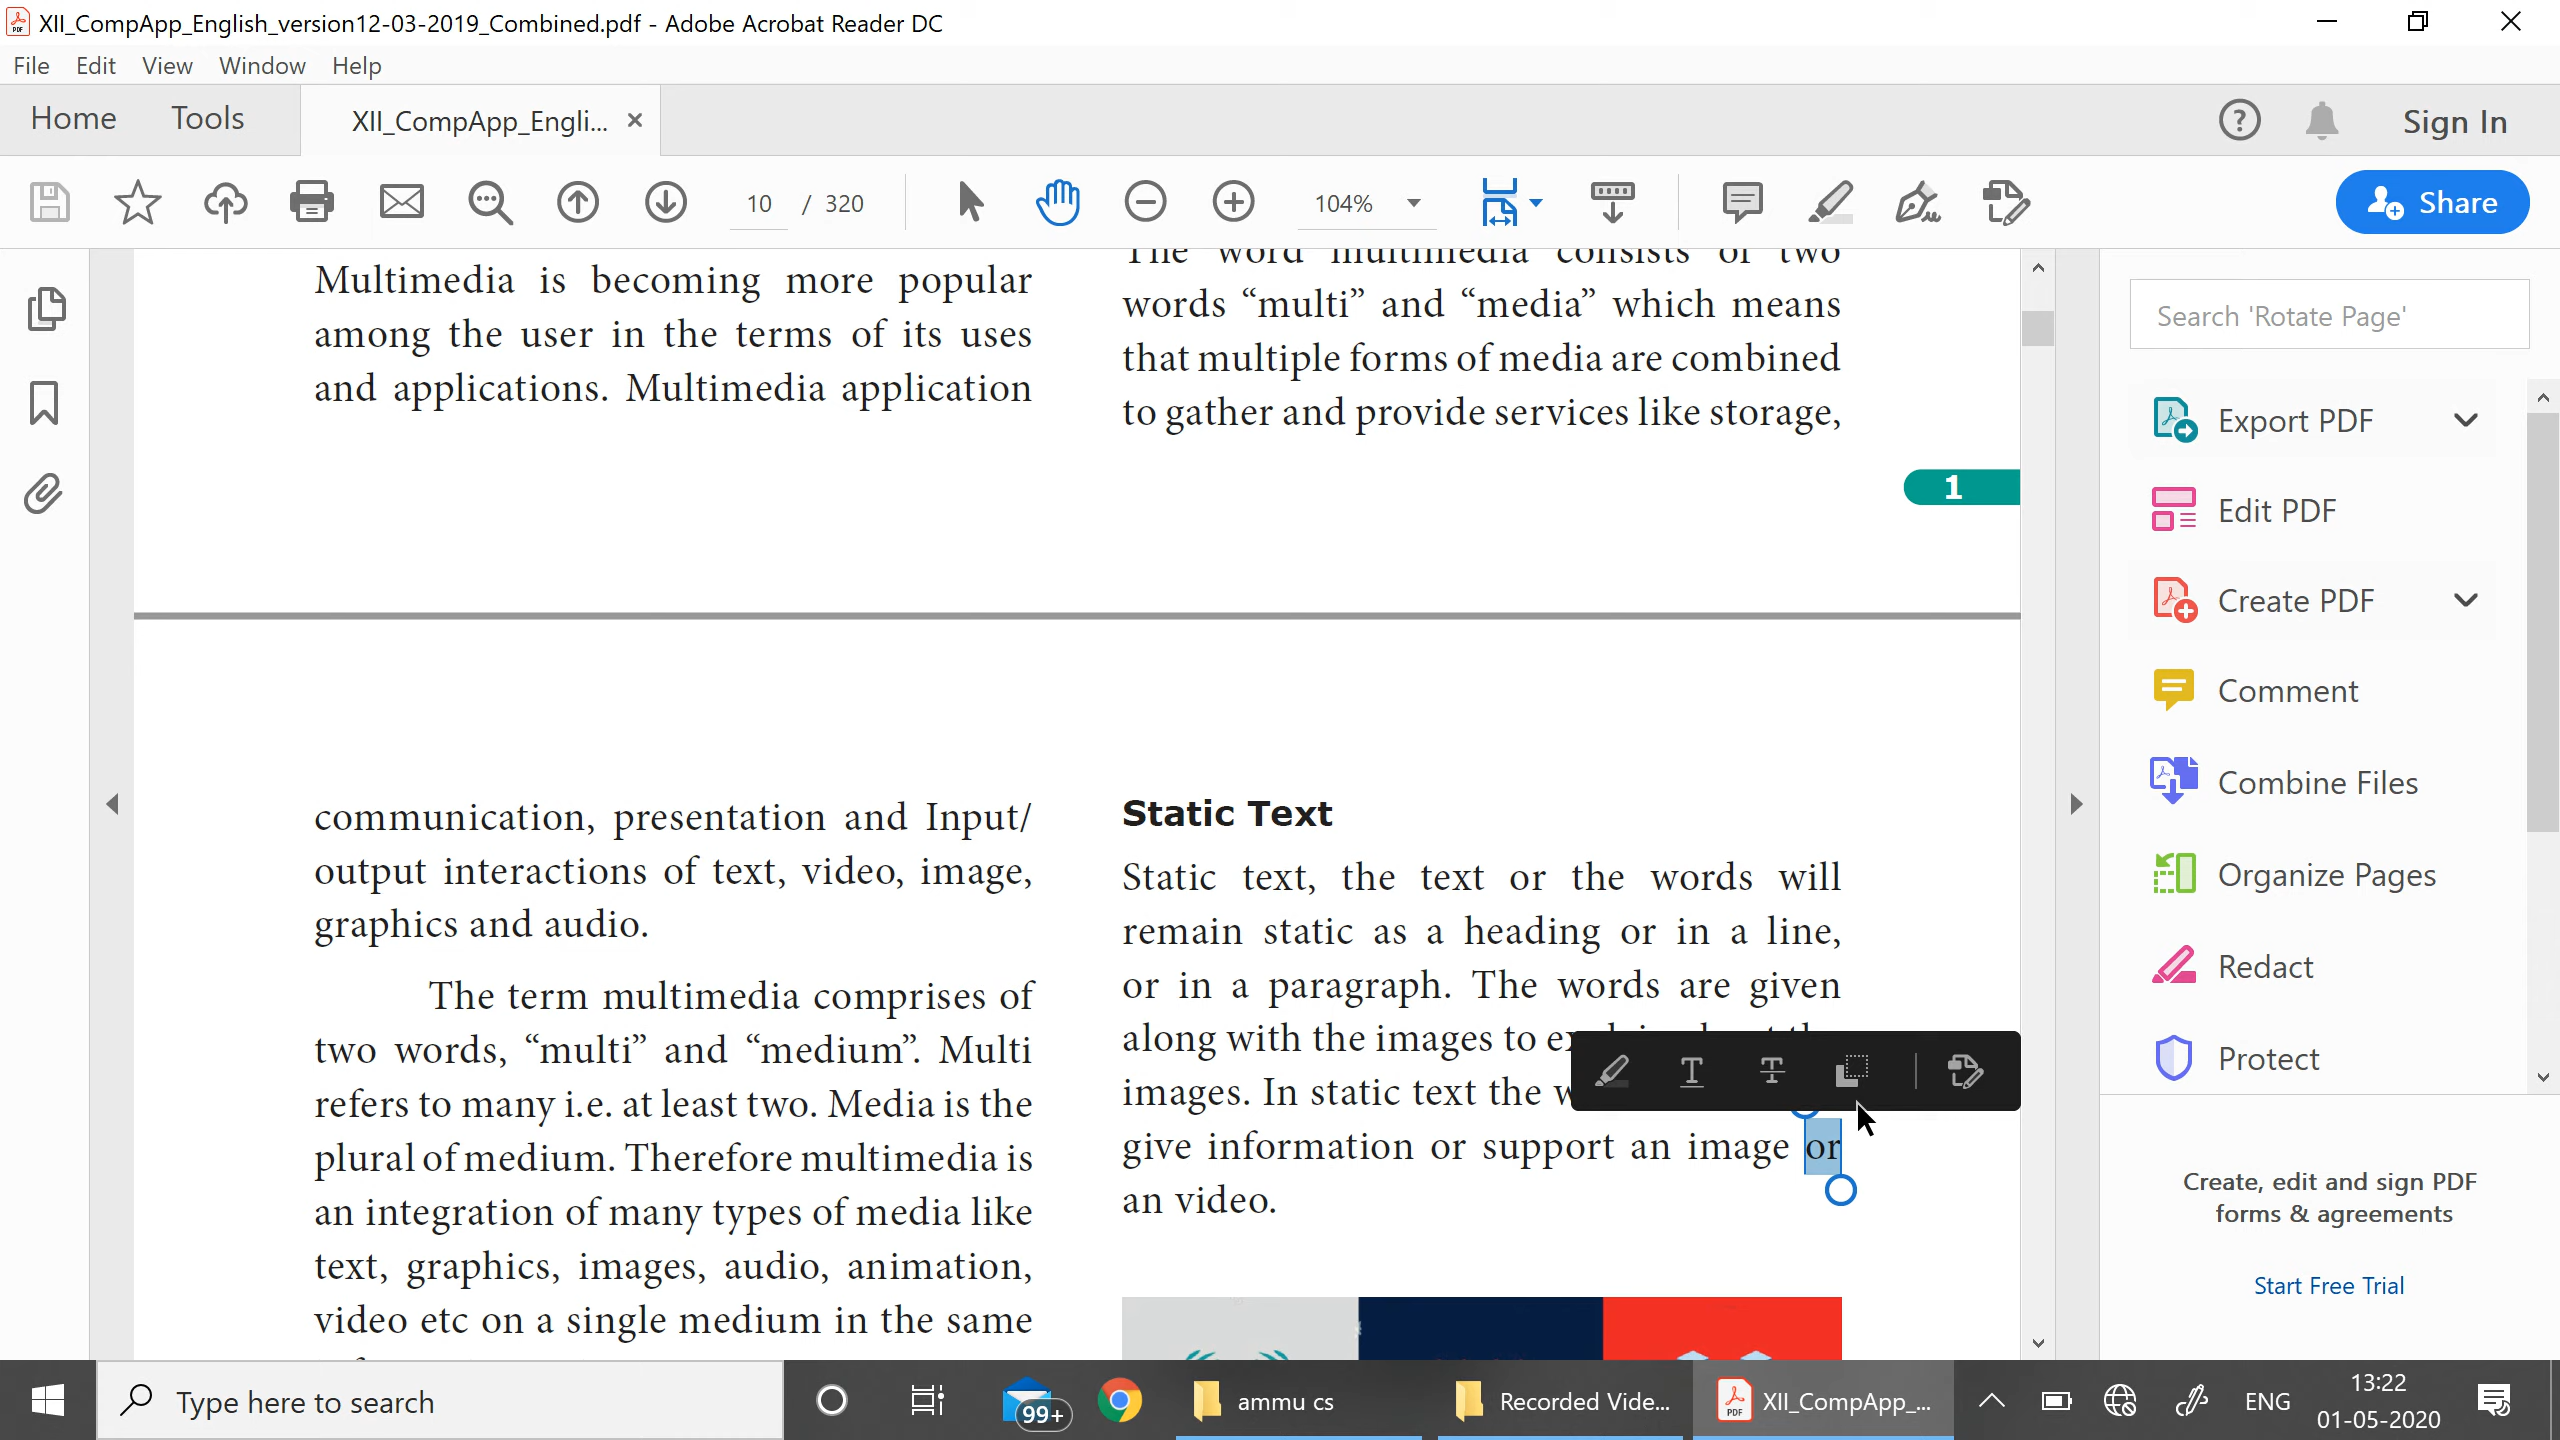 XII_CompApp_English_version12-03-2019_Combined.pdf - Adobe Acrobat Reader DC
File Edit View Window Help
Home Tools XII_CompApp_Engli... Sign In
10 / 320 104% Share
Multimedia is becoming more popular
among the user in the terms of its uses
and applications. Multimedia application
The word multimedia consists of two
words “multi” and “media” which means
that multiple forms of media are combined
to gather and provide services like storage,
1
communication, presentation and Input/
output interactions of text, video, image,
graphics and audio.
The term multimedia comprises of
two words, “multi” and “medium”. Multi
refers to many i.e. at least two. Media is the
plural of medium. Therefore multimedia is
an integration of many types of media like
text, graphics, images, audio, animation,
video etc on a single medium in the same
Static Text
Static text, the text or the words will
remain static as a heading or in a line,
or in a paragraph. The words are given
along with the images to
images. In static text the
give information or support an image or
an video.
Search 'Rotate Page'
Export PDF
Edit PDF
Create PDF
Comment
Combine Files
Organize Pages
Redact
Protect
Create, edit and sign PDF
forms & agreements
Start Free Trial
Type here to search 99+ ammu cs Recorded Vide... XII_CompApp_... ENG 13:22
01-05-2020